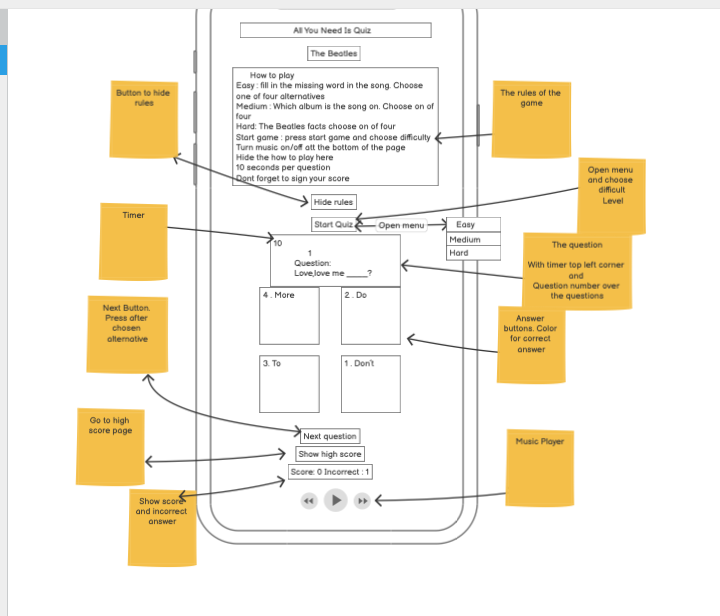 All You Need Is Quiz
The Beatles
How to play
Easy : fill in the missing word in the song. Choose
one of four alternatives
Medium : Which album is the song on. Choose on of
four
Hard: The Beatles facts choose on of four
Start game : press start game and choose difficulty
Turn music on/off att the bottom of the page
Hide the how to play here
10 seconds per question
Dont forget to sign your score
Button to hide
rules
The rules of the
game
Hide rules
Open menu
and choose
difficult
Level
Timer
Start Quiz
Open menu
Easy
Medium
Hard
10
1
Question:
Love,love me ____?
The question
With timer top left corner
and
Question number over
the questions
4 . More
2 . Do
3. To
1 . Don't
Next Button.
Press after
chosen
alternative
Answer
buttons. Color
for correct
answer
Go to high
score page
Next question
Show high score
Score: 0 Incorrect : 1
Music Player
Show score
and incorrect
answer